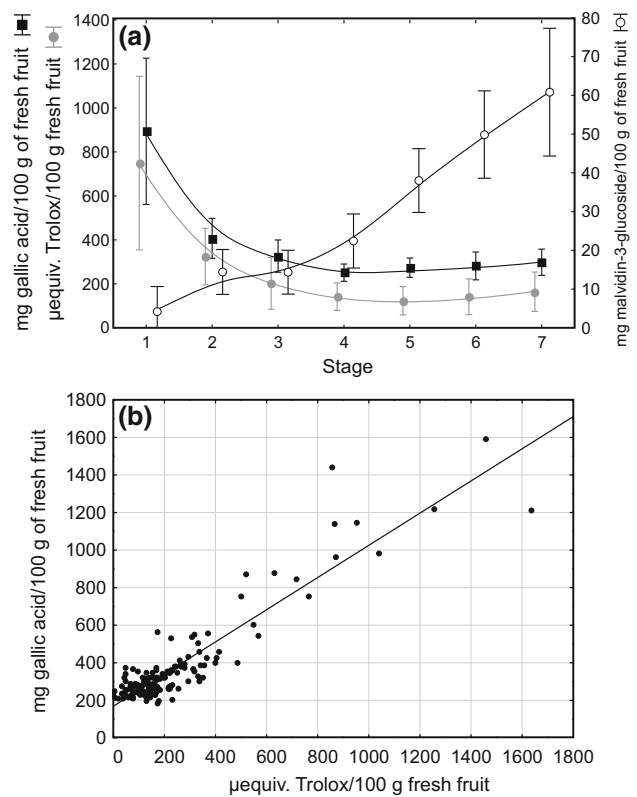 mg gallic acid/100 g of fresh fruit
µequiv. Trolox/100 g fresh fruit
(a)
1400
1200
1000
800
600
400
200
0
80
70
60
50
40
30
20
10
0
mg malvidin-3-glucoside/100 g of fresh fruit
1 2 3 4 5 6 7
Stage
(b)
mg gallic acid/100 g of fresh fruit
1800
1600
1400
1200
1000
800
600
400
200
0
0 200 400 600 800 1000 1200 1400 1600 1800
µequiv. Trolox/100 g fresh fruit